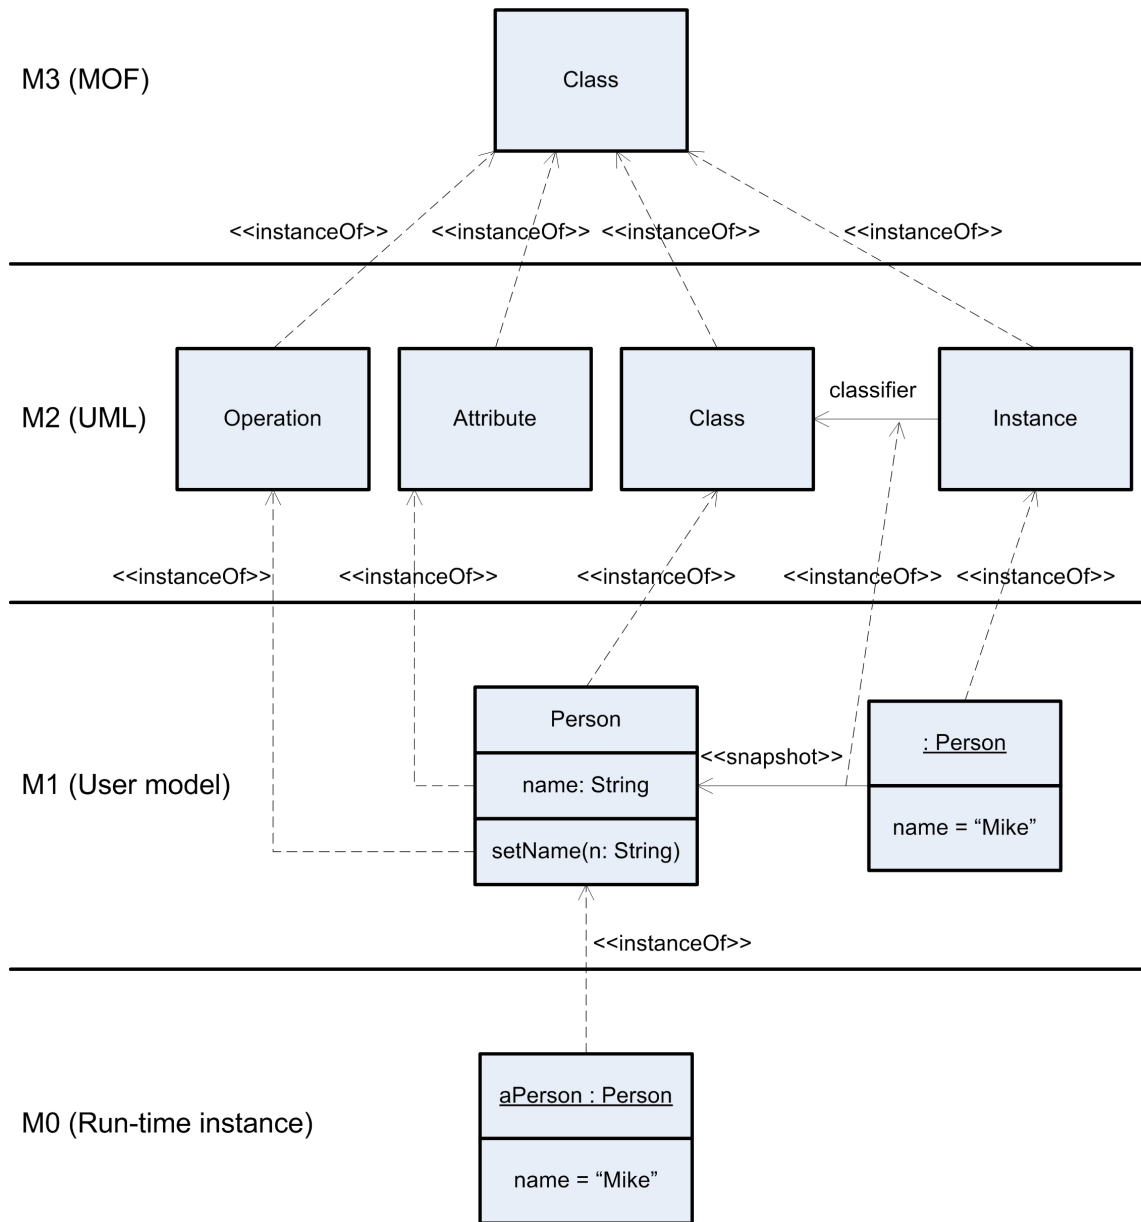 M3 (MOF)
Class
<<instanceOf>>
<<instanceOf>>
<<instanceOf>>
<<instanceOf>>
M2 (UML)
Operation
Attribute
Class
classifier
Instance
<<instanceOf>>
<<instanceOf>>
<<instanceOf>>
<<instanceOf>>
<<instanceOf>>
M1 (User model)
Person
name: String
setName(n: String)
<<snapshot>>
: Person
name = “Mike”
<<instanceOf>>
M0 (Run-time instance)
aPerson : Person
name = “Mike”